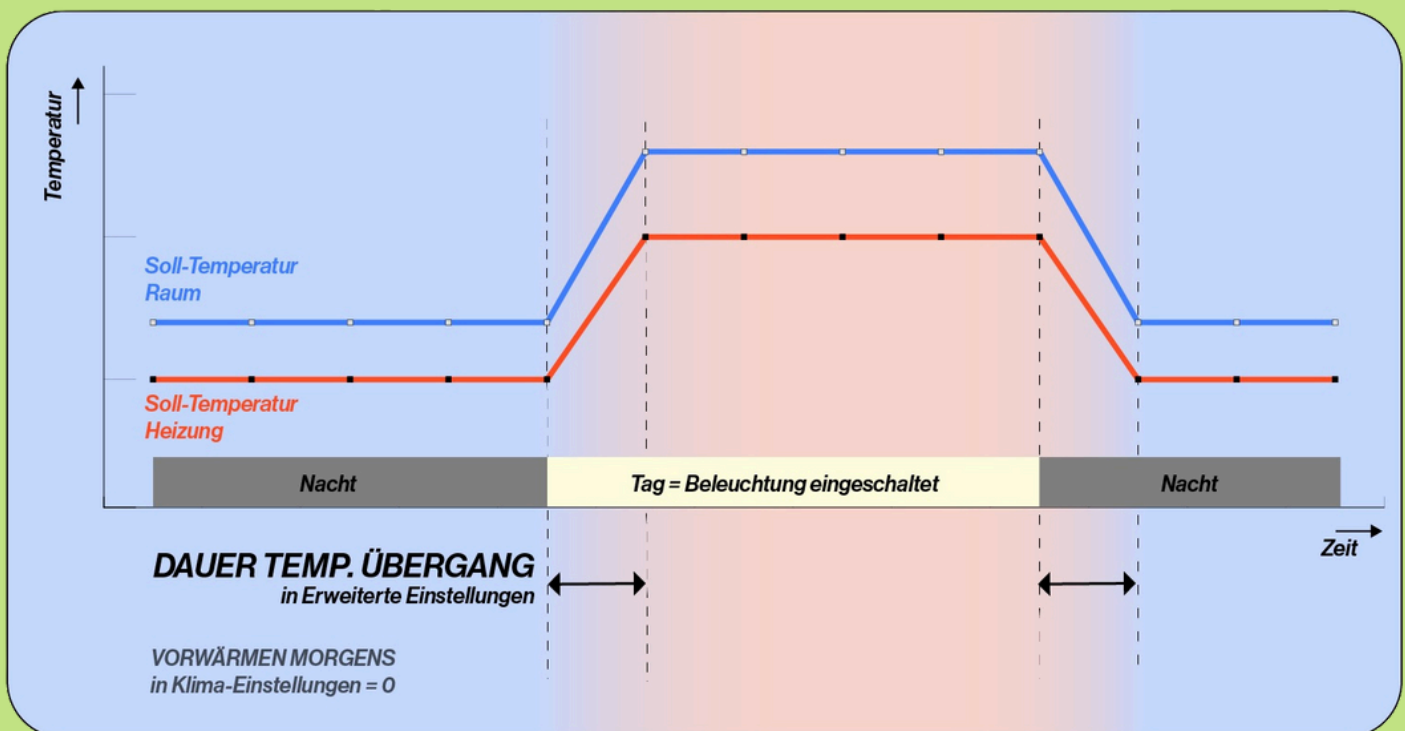 Temperatur
Soll-Temperatur
Raum
Soll-Temperatur
Heizung
Nacht
Tag = Beleuchtung eingeschaltet
Nacht
Zeit
DAUER TEMP. ÜBERGANG
in Erweiterte Einstellungen
VORWÄRMEN MORGENS
in Klima-Einstellungen = 0